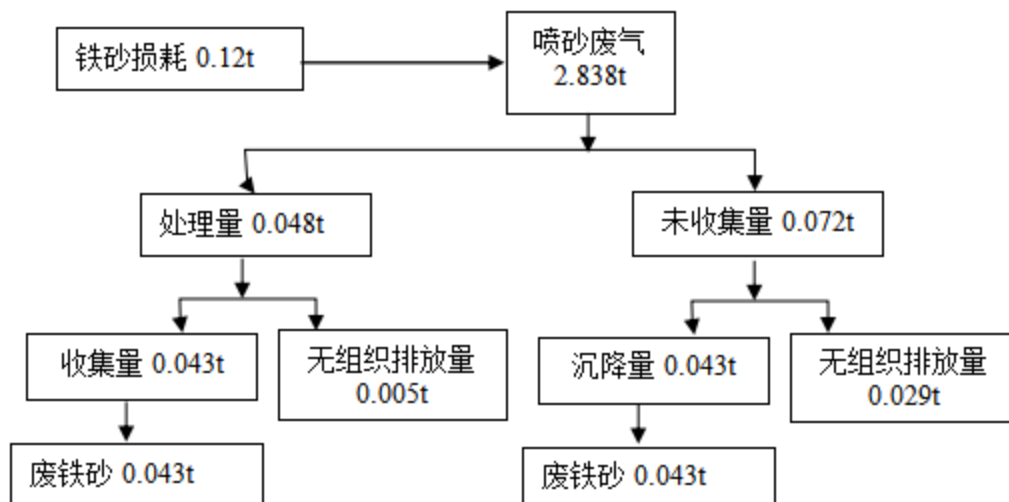 铁砂损耗 0.12t
喷砂废气
2.838t
处理量 0.048t
未收集量 0.072t
收集量 0.043t
无组织排放量
0.005t
沉降量 0.043t
无组织排放量
0.029t
废铁砂 0.043t
废铁砂 0.043t